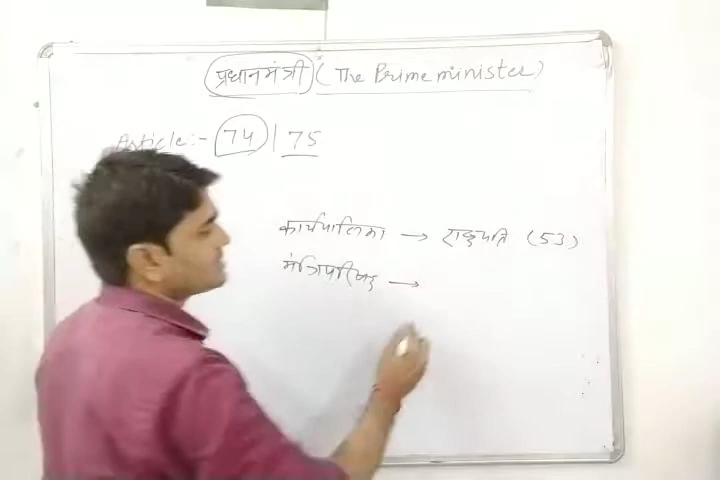 प्रधानमंत्री (The Prime minister)
Article:- 74 | 75
कार्यपालिका → राष्ट्रपति (53)
मंत्रिपरिषद →